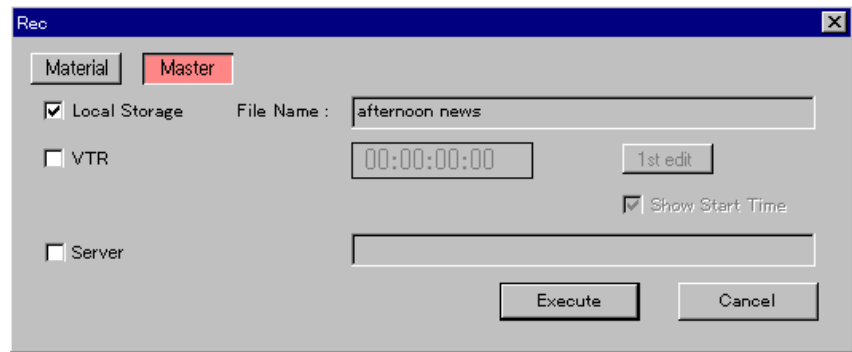 Rec
Material Master
Local Storage File Name : afternoon news
VTR 00:00:00:00 1st edit
Show Start Time
Server
Execute Cancel